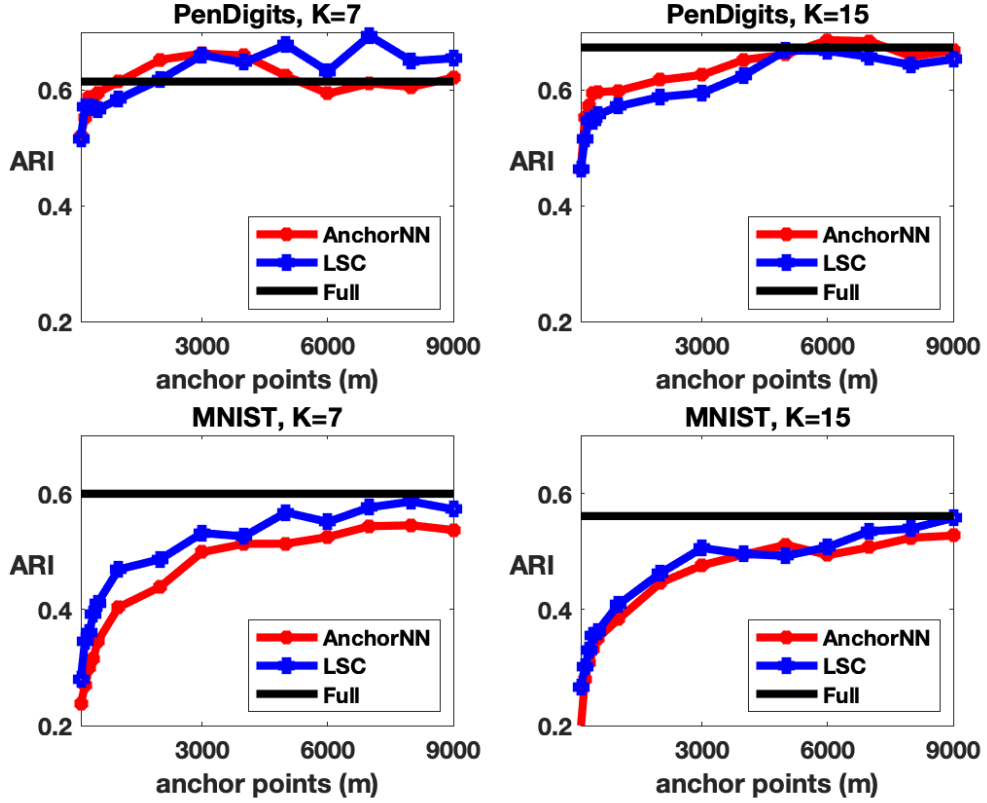 PenDigits, K=7
0.6
ARI
0.4
0.2
AnchorNN
LSC
Full
3000 6000 9000
anchor points (m)
PenDigits, K=15
0.6
ARI
0.4
0.2
AnchorNN
LSC
Full
3000 6000 9000
anchor points (m)
MNIST, K=7
0.6
ARI
0.4
0.2
AnchorNN
LSC
Full
3000 6000 9000
anchor points (m)
MNIST, K=15
0.6
ARI
0.4
0.2
AnchorNN
LSC
Full
3000 6000 9000
anchor points (m)